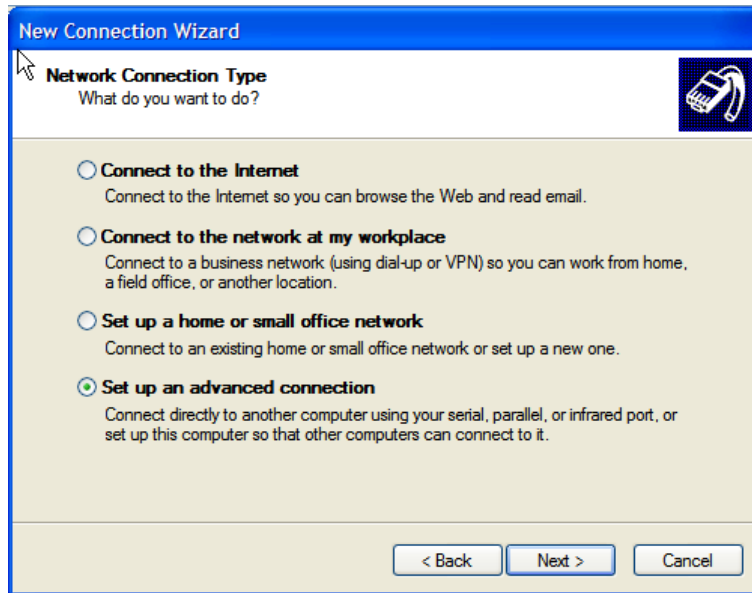 New Connection Wizard
Network Connection Type
What do you want to do?
Connect to the Internet
Connect to the Internet so you can browse the Web and read email.
Connect to the network at my workplace
Connect to a business network (using dial-up or VPN) so you can work from home,
a field office, or another location.
Set up a home or small office network
Connect to an existing home or small office network or set up a new one.
Set up an advanced connection
Connect directly to another computer using your serial, parallel, or infrared port, or
set up this computer so that other computers can connect to it.
< Back Next > Cancel